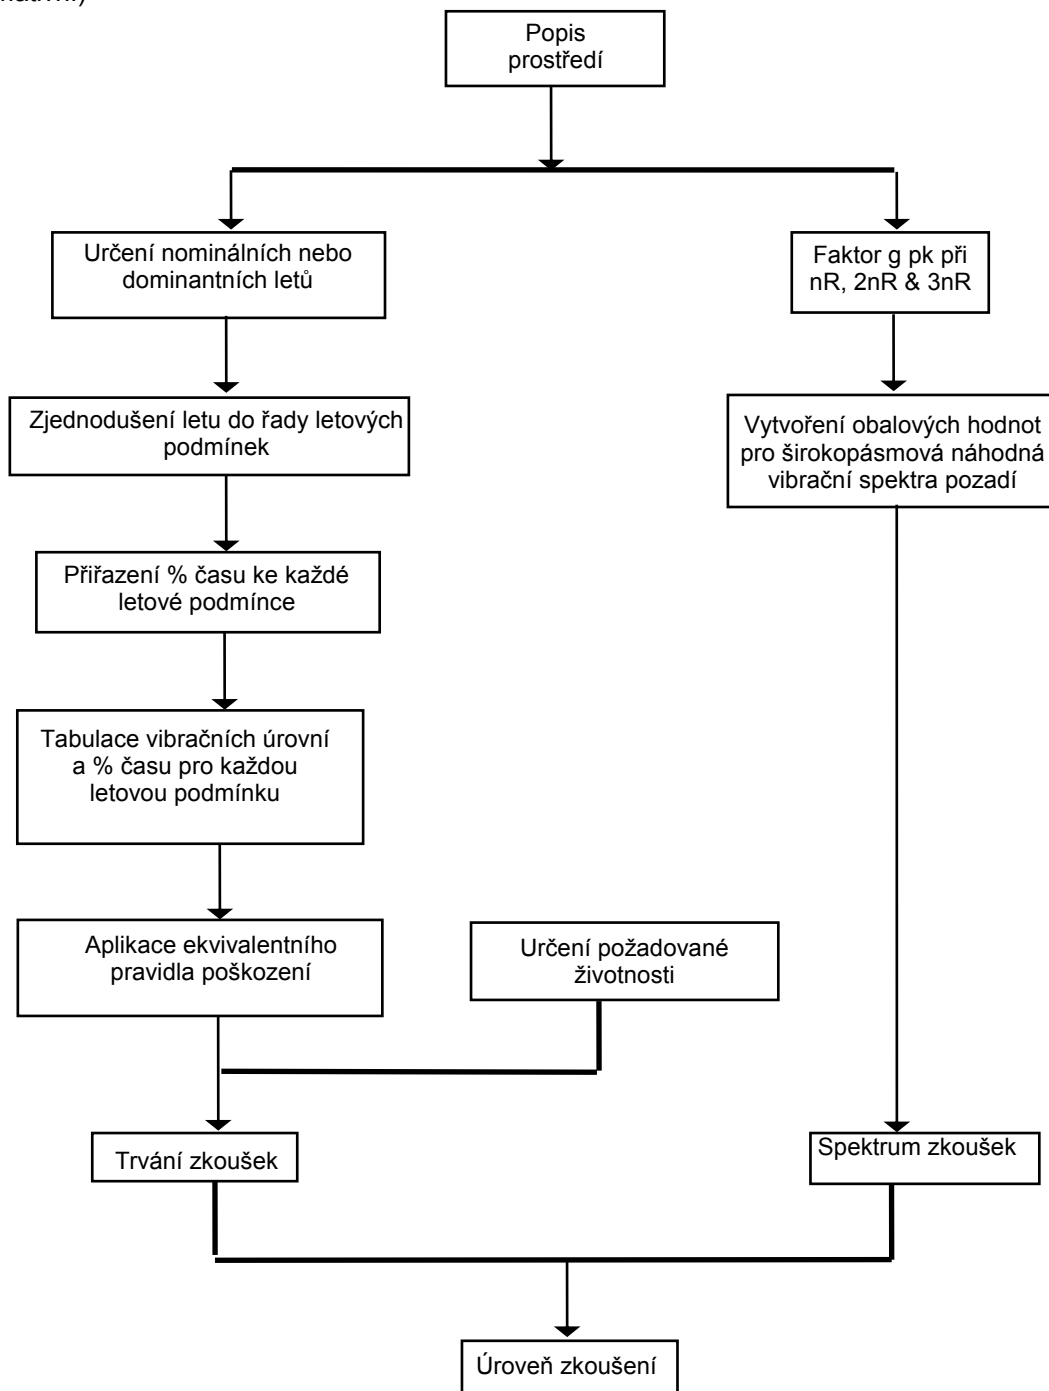 Popis
prostředí
Určení nominálních nebo
dominantních letů
Faktor g pk při
nR, 2nR & 3nR
Zjednodušení letu do řady letových
podmínek
Vytvoření obalových hodnot
pro širokopásmová náhodná
vibrační spektra pozadí
Přiřazení % času ke každé
letové podmínce
Tabulace vibračních úrovní
a % času pro každou
letovou podmínku
Aplikace ekvivalentního
pravidla poškození
Určení požadované
životnosti
Trvání zkoušek
Spektrum zkoušek
Úroveň zkoušení